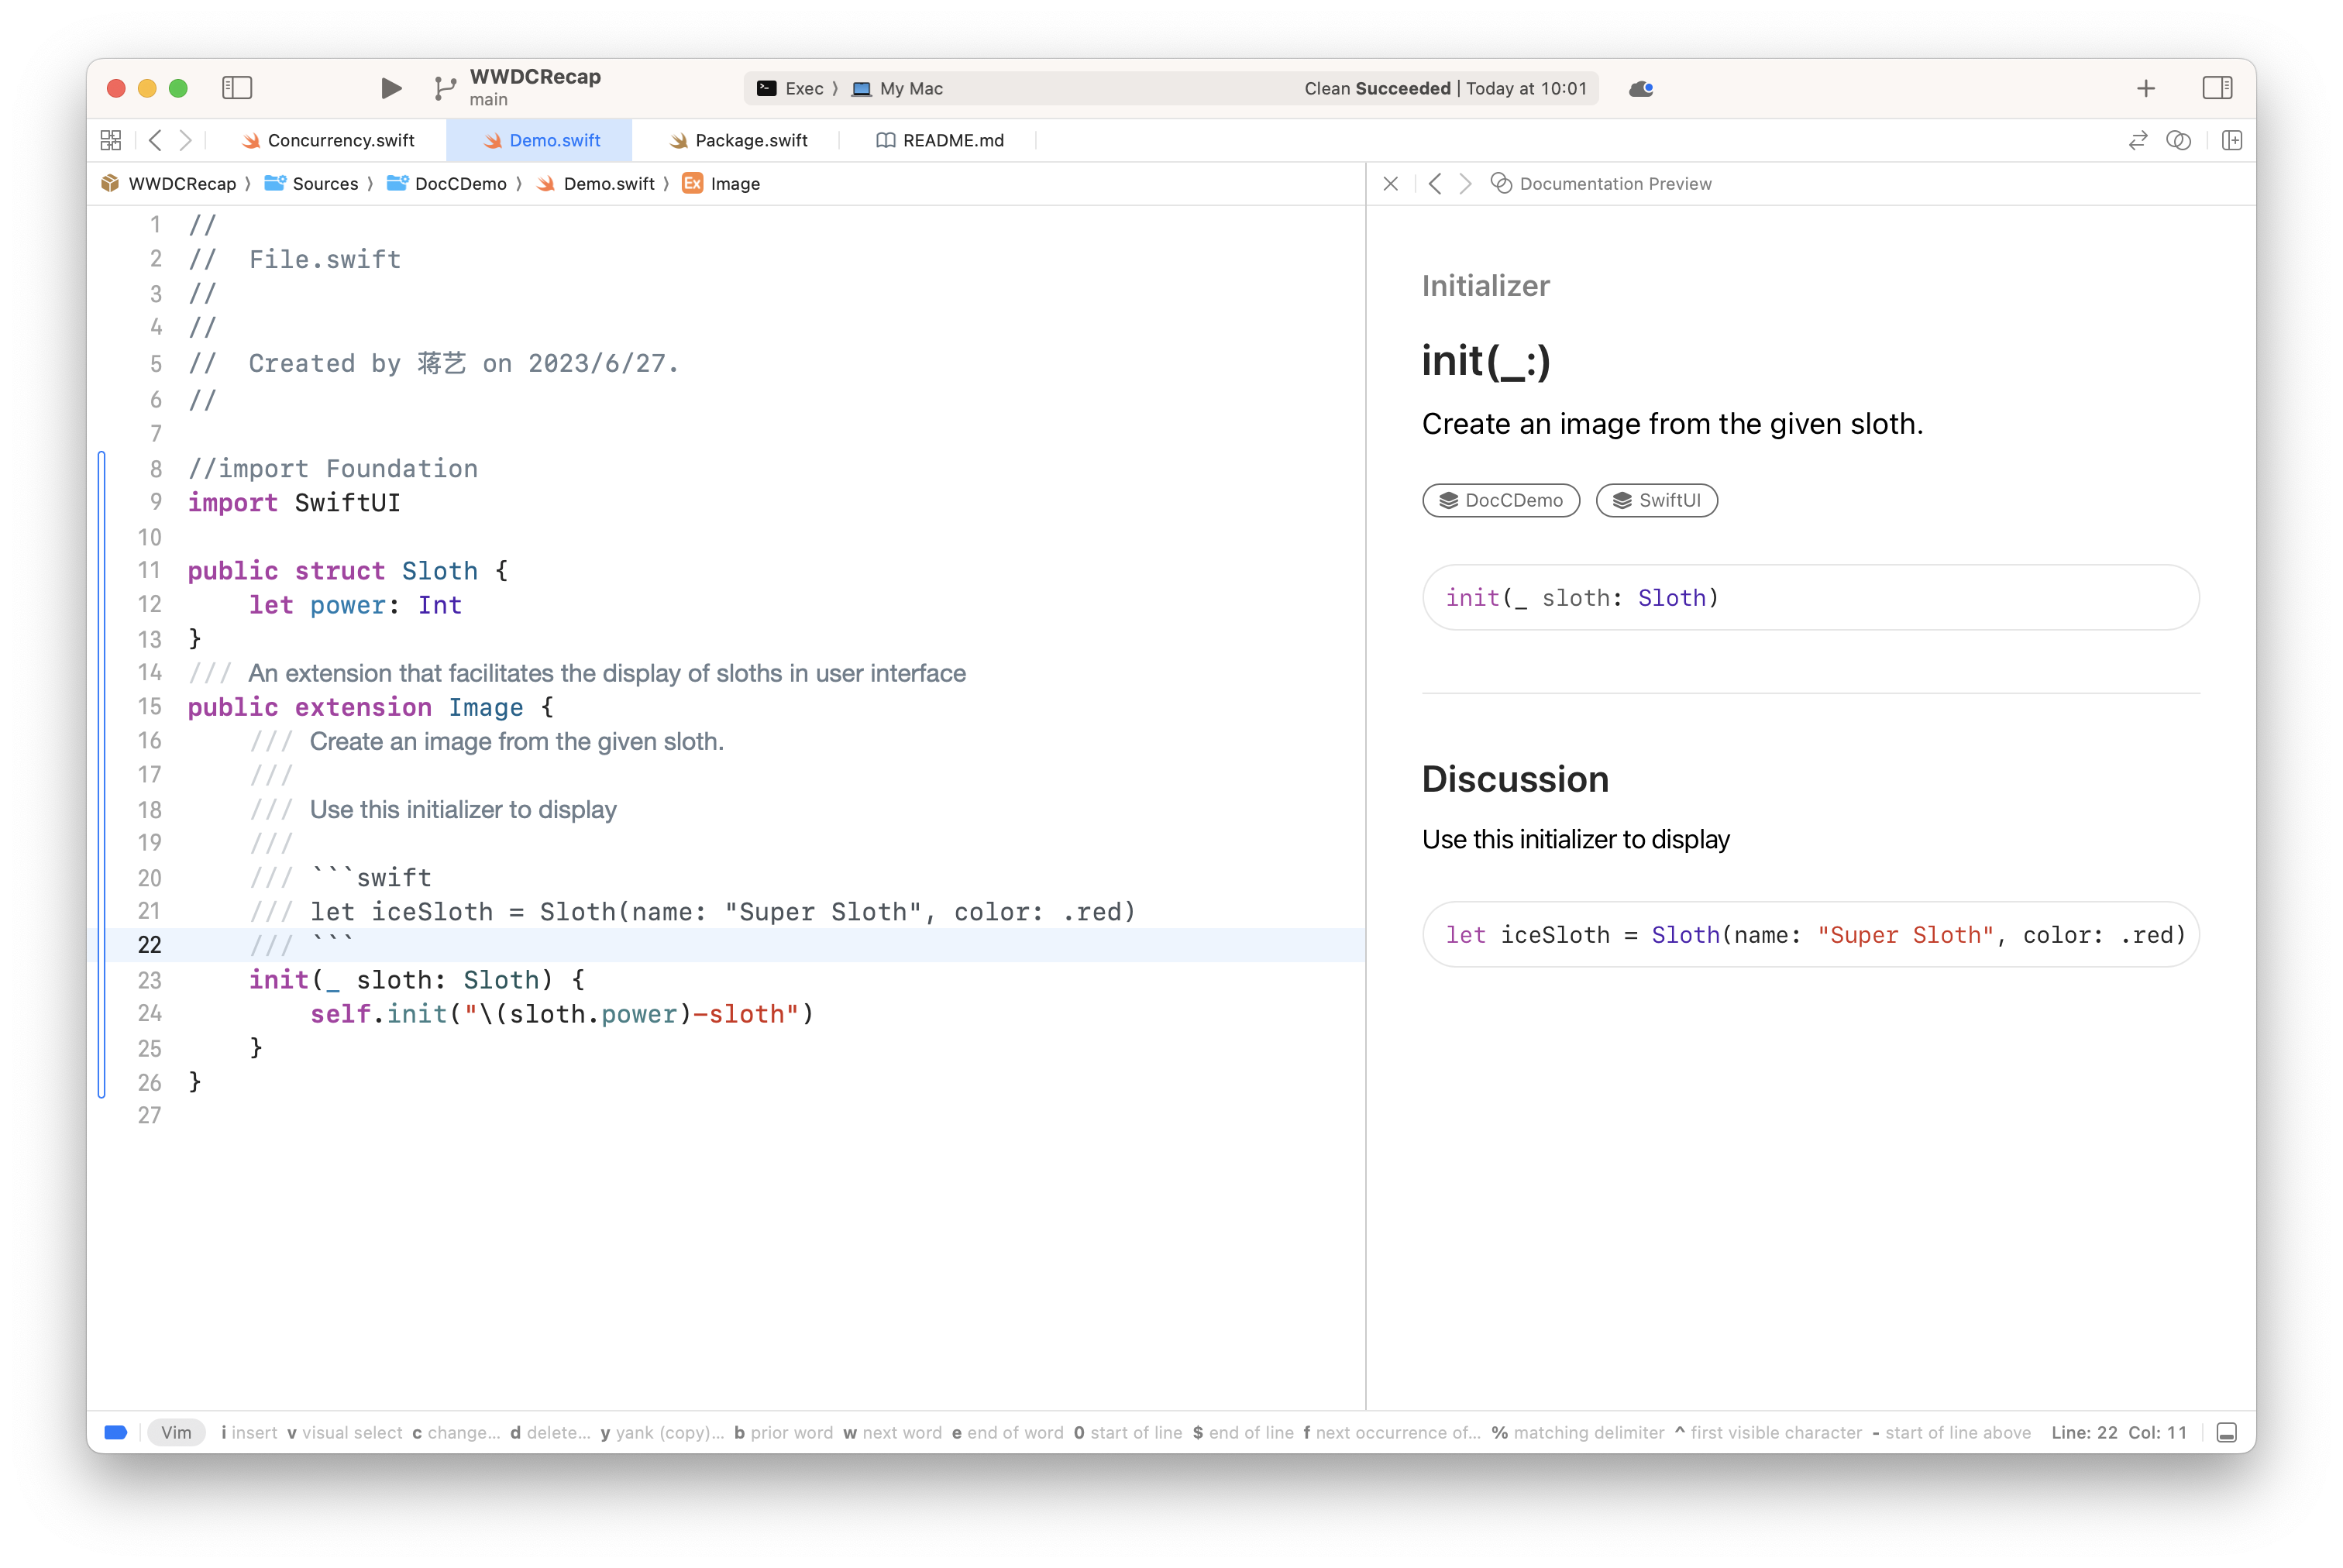 WWDCRecap
main
Exec 〉 My Mac
Clean Succeeded | Today at 10:01
Concurrency.swift
Demo.swift
Package.swift
README.md
WWDCRecap 〉 Sources 〉 DocCDemo 〉 Demo.swift 〉 Ex Image
Documentation Preview
1 //
2 //  File.swift
3 //
4 //
5 //  Created by 蒋艺 on 2023/6/27.
6 //
7
8 //import Foundation
9 import SwiftUI
10
11 public struct Sloth {
12     let power: Int
13 }
14 /// An extension that facilitates the display of sloths in user interface
15 public extension Image {
16     /// Create an image from the given sloth.
17     ///
18     /// Use this initializer to display
19     ///
20     /// ```swift
21     /// let iceSloth = Sloth(name: "Super Sloth", color: .red)
22     /// ```
23     init(_ sloth: Sloth) {
24         self.init("\(sloth.power)-sloth")
25     }
26 }
27
Initializer
init(_:)
Create an image from the given sloth.
DocCDemo
SwiftUI
init(_ sloth: Sloth)
Discussion
Use this initializer to display
let iceSloth = Sloth(name: "Super Sloth", color: .red)
Vim i insert v visual select c change... d delete... y yank (copy)... b prior word w next word e end of word 0 start of line $ end of line f next occurrence of... % matching delimiter ^ first visible character - start of line above Line: 22 Col: 11